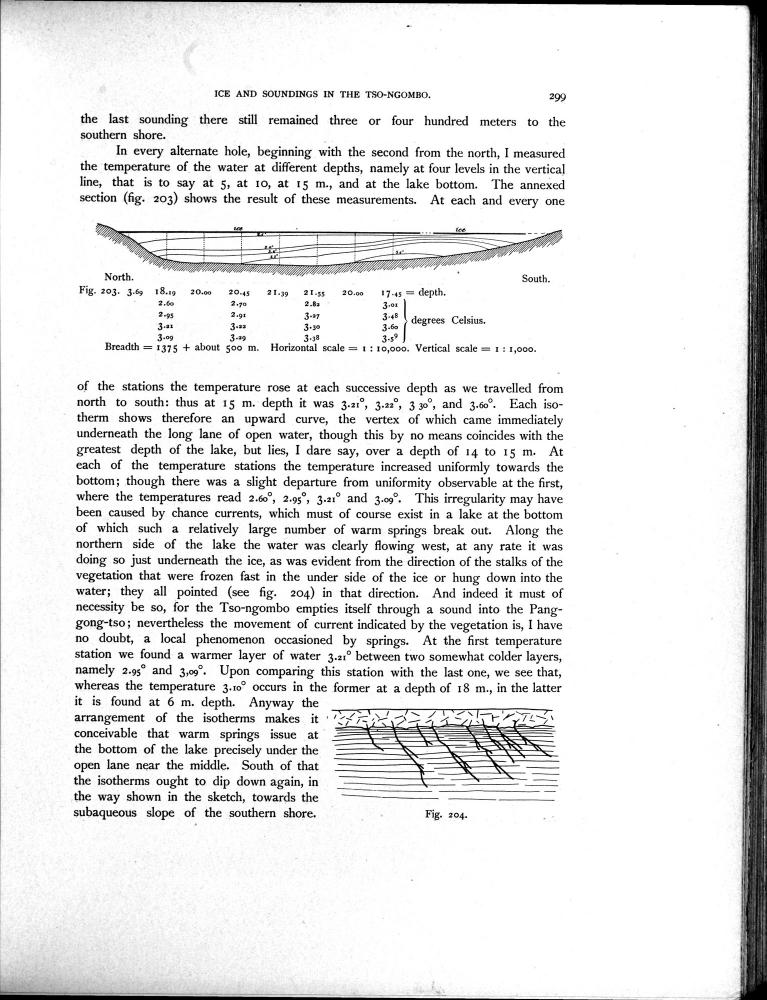 ICE AND SOUNDINGS IN THE TSO-NGOMBO. 299
the last sounding there still remained three or four hundred meters to the
southern shore.
In every alternate hole, beginning with the second from the north, I measured
the temperature of the water at different depths, namely at four levels in the vertical
line, that is to say at 5, at 10, at 15 m., and at the lake bottom. The annexed
section (fig. 203) shows the result of these measurements. At each and every one
ice ice
North. South.
Fig. 203. 3.69 18.19 20.00 20.45 21.39 21.55 20.00 17.45 = depth.
2.60 2.70 2.82 3.01
2.95 2.91 3.27 3.48 degrees Celsius.
3.21 3.22 3.30 3.60
3.09 3.29 3.38 3.59
Breadth = 1375 + about 500 m. Horizontal scale = 1 : 10,000. Vertical scale = 1 : 1,000.
of the stations the temperature rose at each successive depth as we travelled from
north to south: thus at 15 m. depth it was 3.21°, 3.22°, 3 30°, and 3.60°. Each iso-
therm shows therefore an upward curve, the vertex of which came immediately
underneath the long lane of open water, though this by no means coincides with the
greatest depth of the lake, but lies, I dare say, over a depth of 14 to 15 m. At
each of the temperature stations the temperature increased uniformly towards the
bottom; though there was a slight departure from uniformity observable at the first,
where the temperatures read 2.60°, 2.95°, 3.21° and 3.09°. This irregularity may have
been caused by chance currents, which must of course exist in a lake at the bottom
of which such a relatively large number of warm springs break out. Along the
northern side of the lake the water was clearly flowing west, at any rate it was
doing so just underneath the ice, as was evident from the direction of the stalks of the
vegetation that were frozen fast in the under side of the ice or hung down into the
water; they all pointed (see fig. 204) in that direction. And indeed it must of
necessity be so, for the Tso-ngombo empties itself through a sound into the Pang-
gong-tso; nevertheless the movement of current indicated by the vegetation is, I have
no doubt, a local phenomenon occasioned by springs. At the first temperature
station we found a warmer layer of water 3.21° between two somewhat colder layers,
namely 2.95° and 3,09°. Upon comparing this station with the last one, we see that,
whereas the temperature 3.10° occurs in the former at a depth of 18 m., in the latter
it is found at 6 m. depth. Anyway the
arrangement of the isotherms makes it
conceivable that warm springs issue at
the bottom of the lake precisely under the
open lane near the middle. South of that
the isotherms ought to dip down again, in
the way shown in the sketch, towards the
subaqueous slope of the southern shore.
Fig. 204.